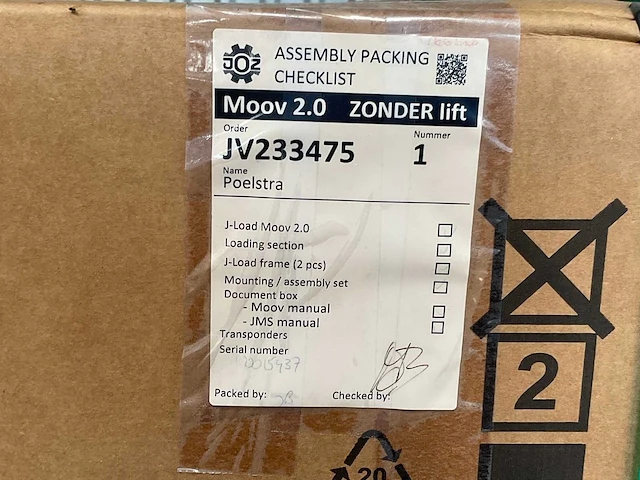 JOZ
ASSEMBLY PACKING
CHECKLIST
Moov 2.0 ZONDER lift
Order Nummer
JV233475 1
Name
Poelstra
J-Load Moov 2.0
Loading section
J-Load frame (2 pcs)
Mounting / assembly set
Document box
- Moov manual
- JMS manual
Transponders
Serial number
Packed by: Checked by:
2
20